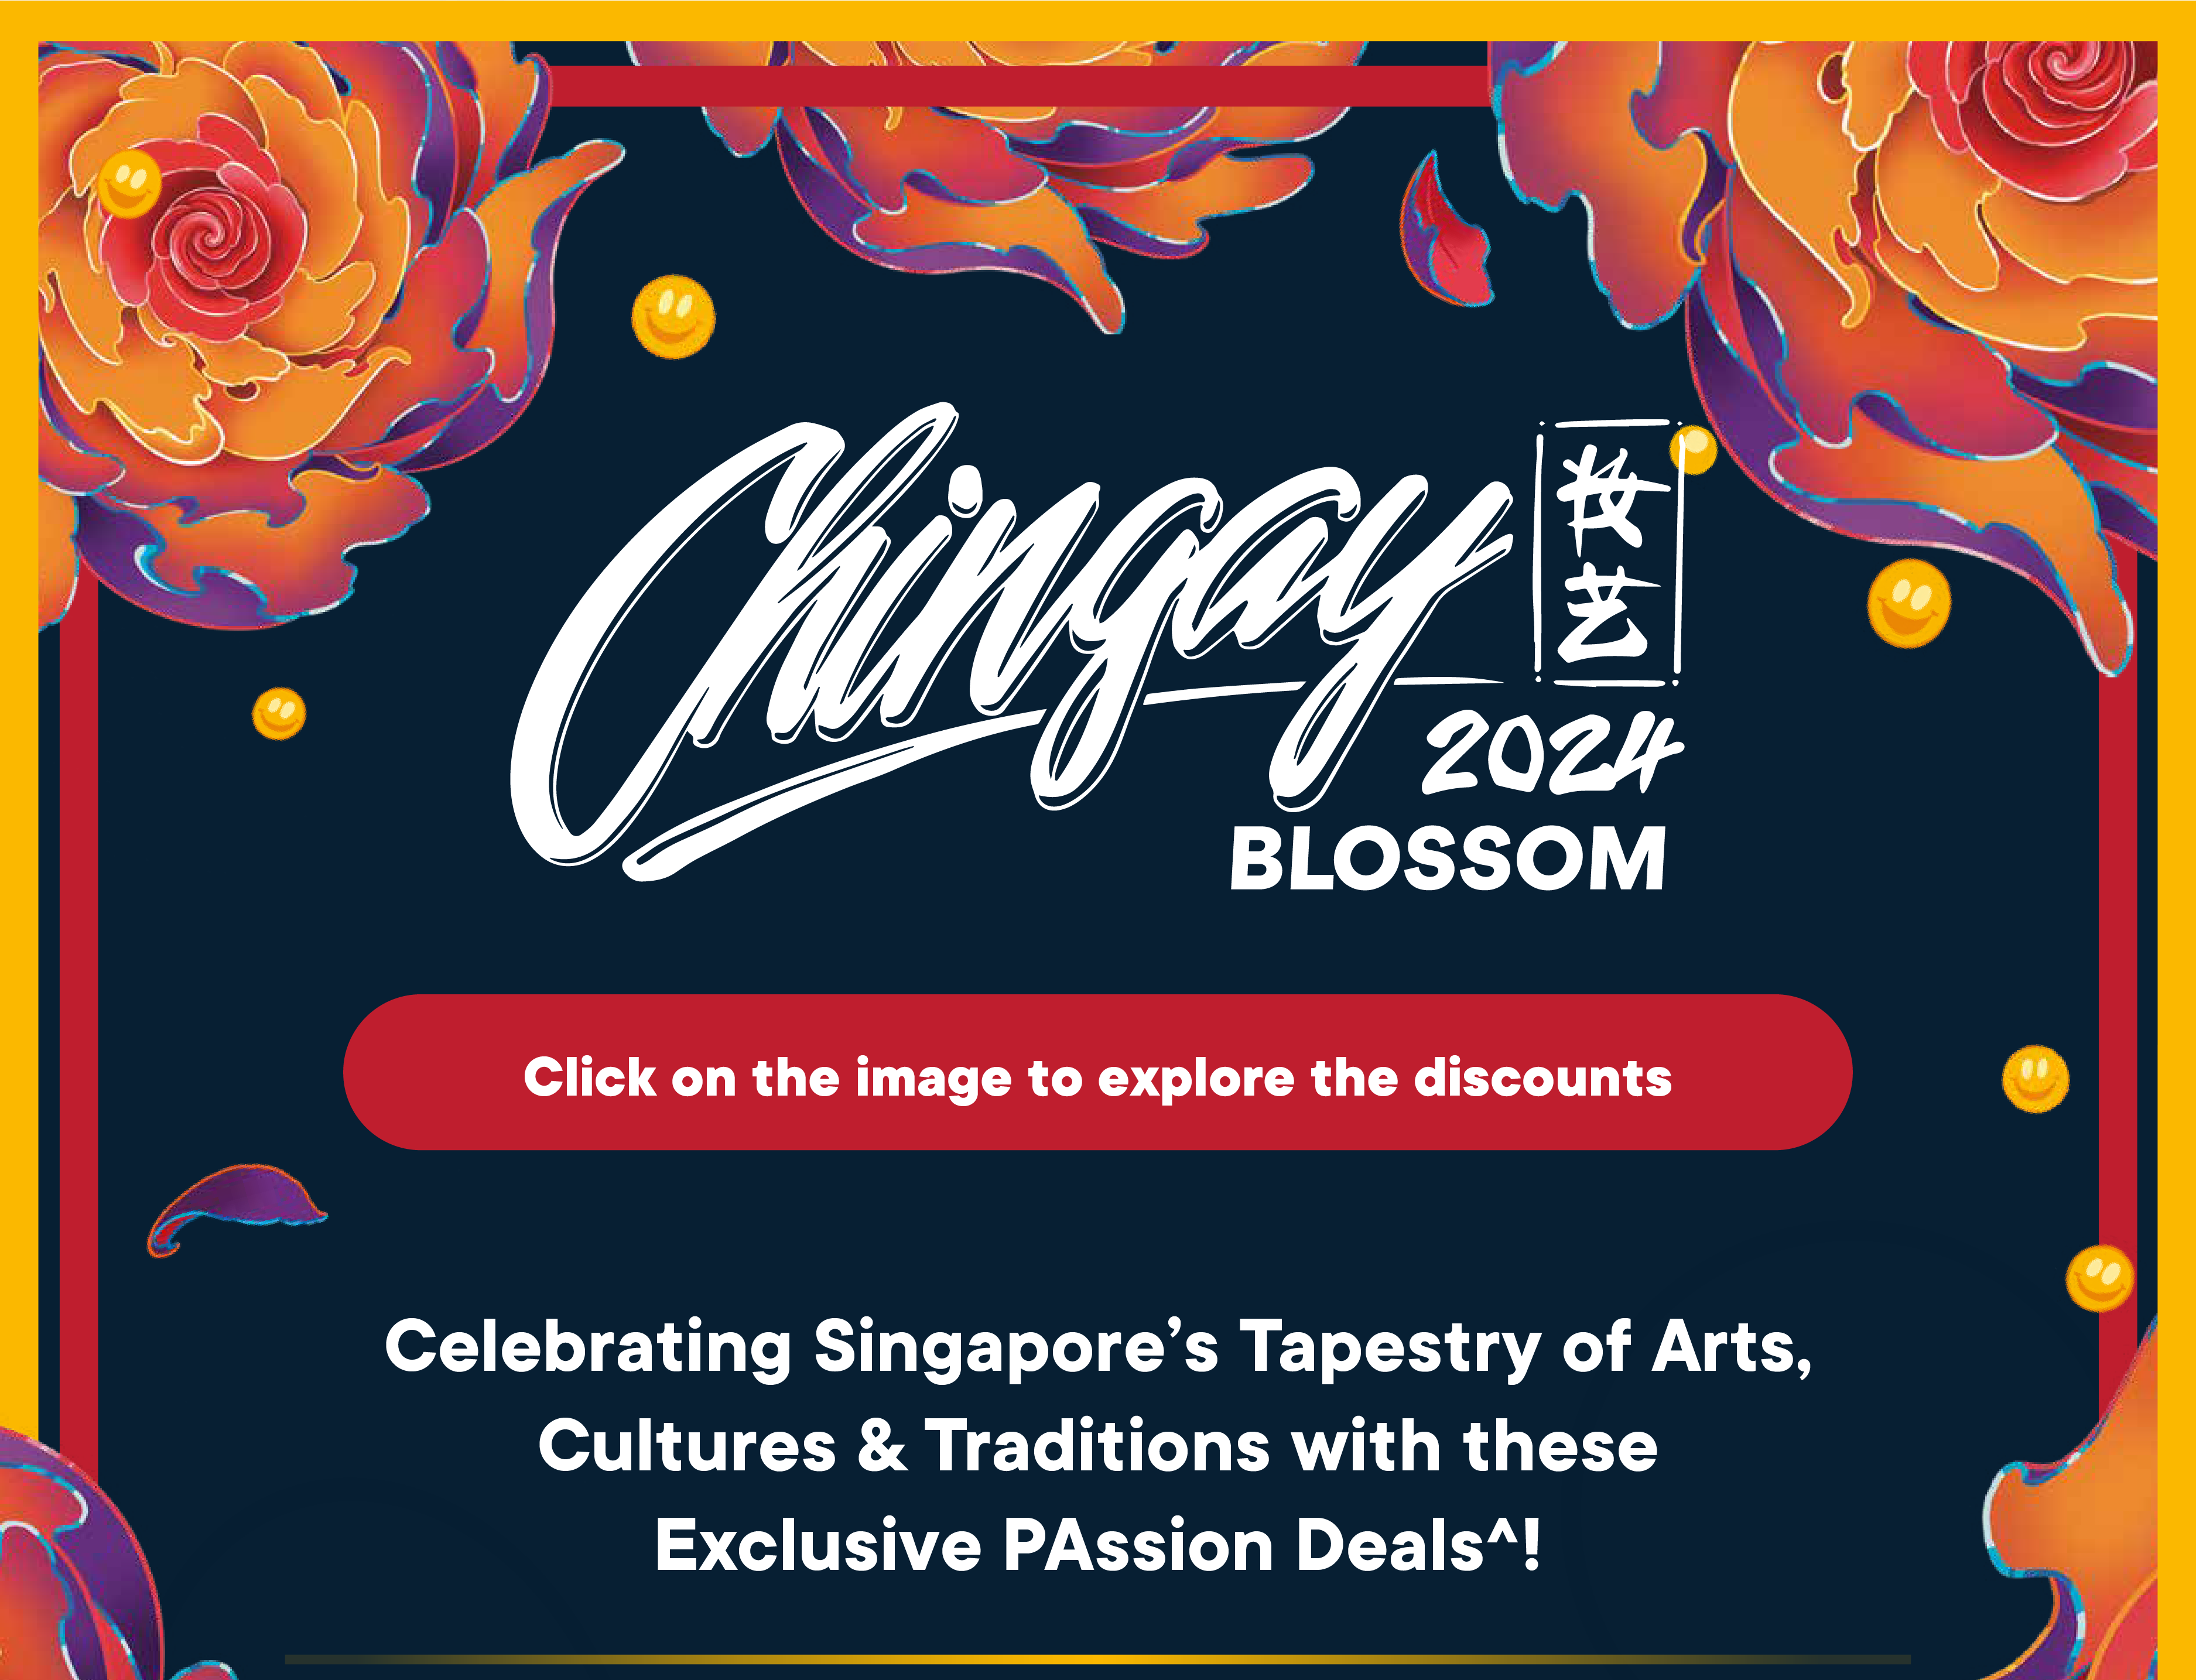 Chingay
妆艺
2024
BLOSSOM
Click on the image to explore the discounts
Celebrating Singapore’s Tapestry of Arts,
Cultures & Traditions with these
Exclusive PAssion Deals^!